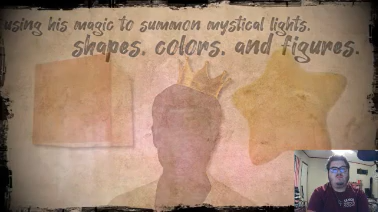 using his magic to summon mystical lights.
shapes. colors. and figures.